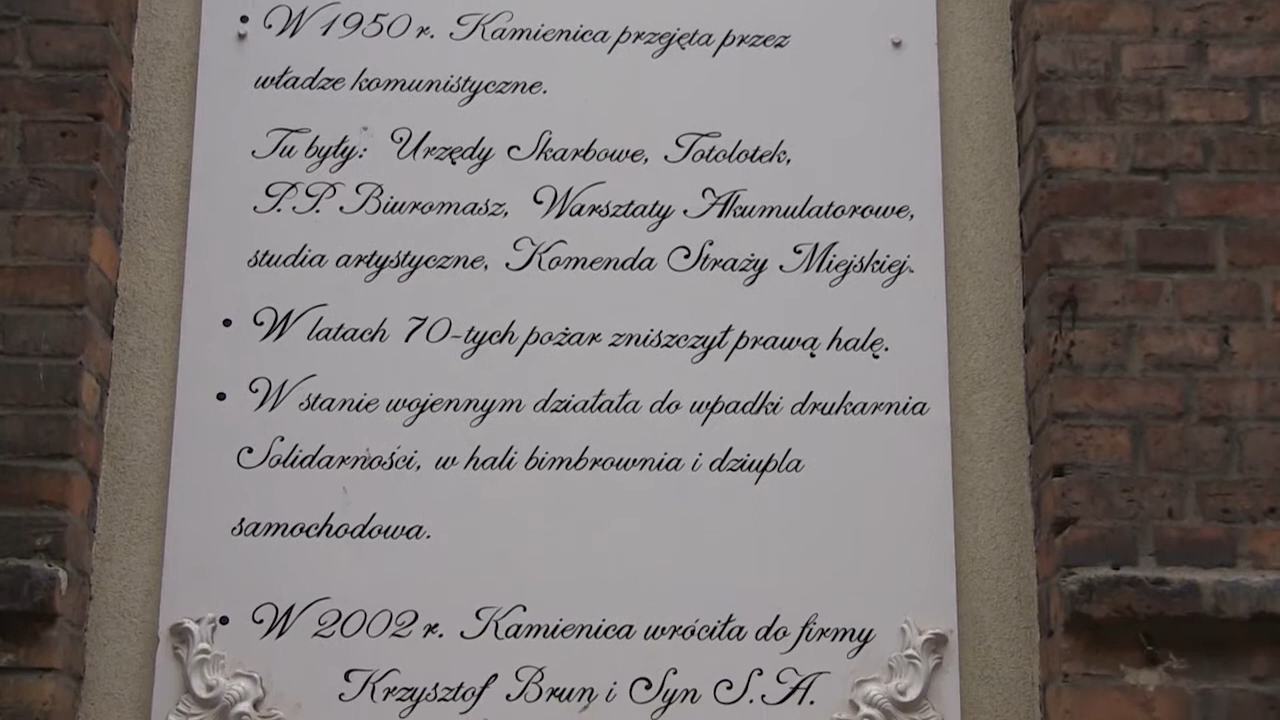 • W 1950 r. Kamienica przejęta przez
władze komunistyczne.
Tu były: Urzędy Skarbowe, Totolotek,
P.P. Biuromasz, Warsztaty Akumulatorowe,
studia artystyczne, Komenda Straży Miejskiej.
• W latach 70-tych pożar zniszczył prawą halę.
• W stanie wojennym działała do wpadki drukarnia
Solidarności, w hali bimbrownia i dziupla
samochodowa.
• W 2002 r. Kamienica wróciła do firmy
Krzysztof Brun i Syn S.A.